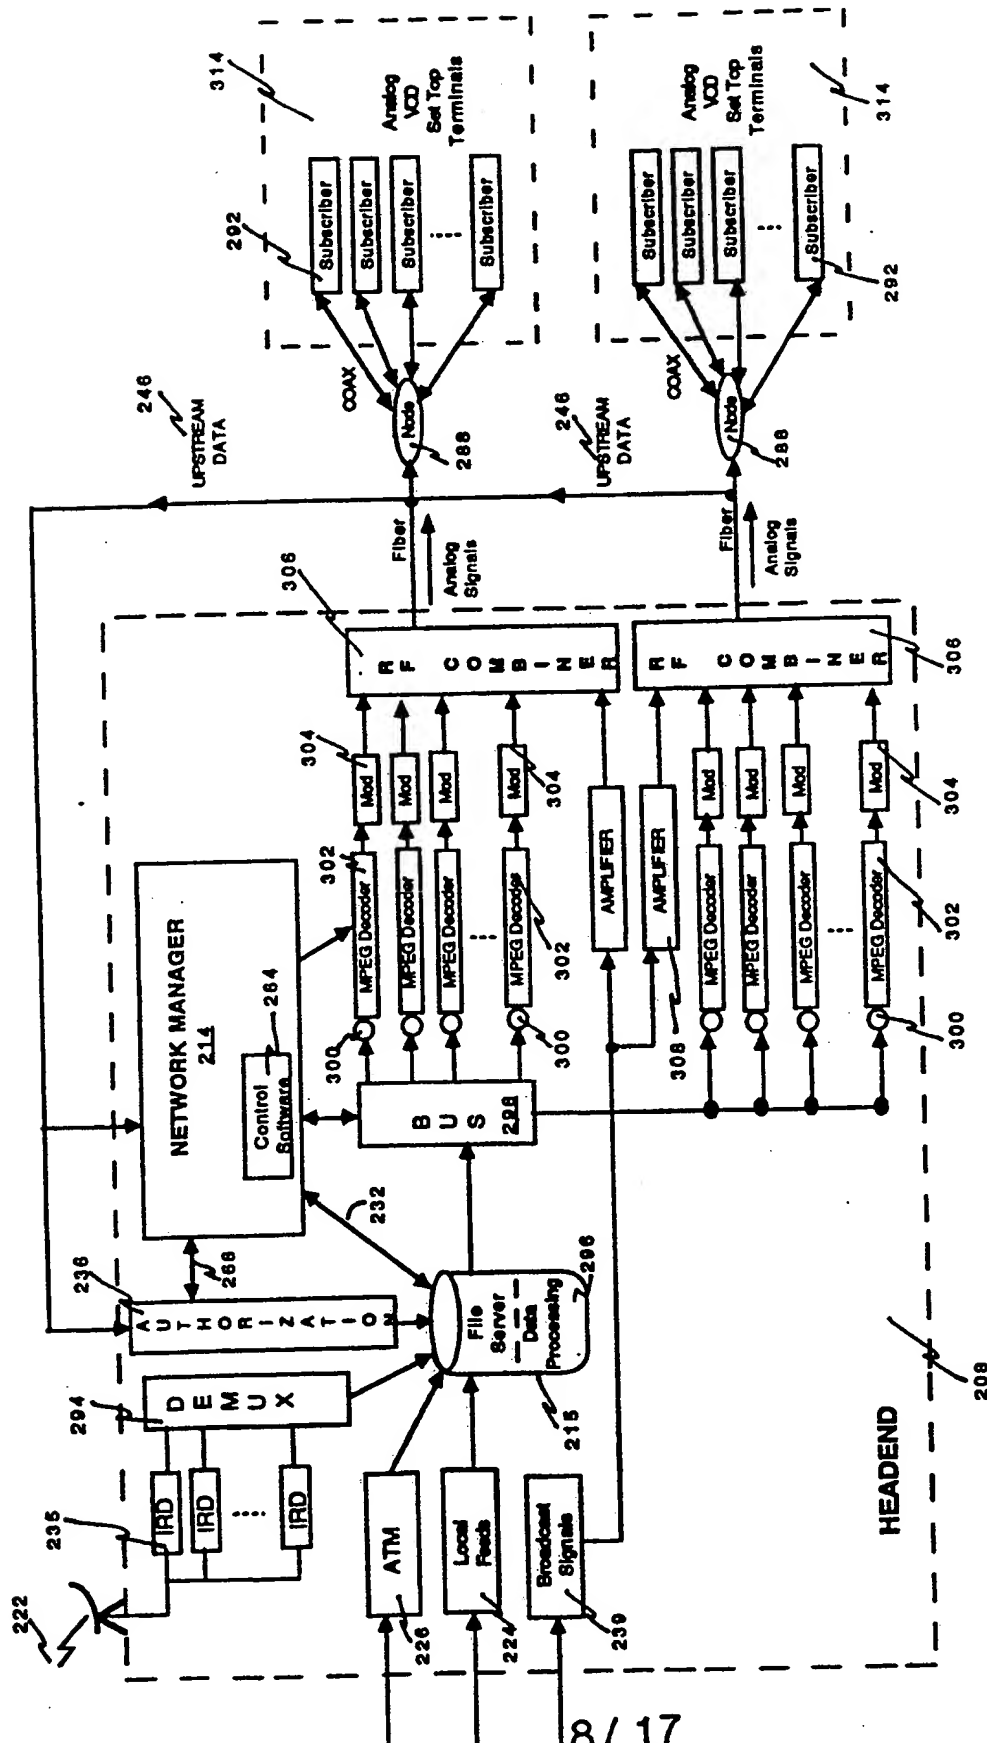 222
235
IRD
IRD
IRD
294
DEMUX
236
AUTHORIZATION
268
NETWORK MANAGER
214
264
Control
Software
232
226
ATM
224
Local
Feeds
239
Broadcast
Signals
File
Server
Data
Processing
215
296
BUS
298
300
300
300
302
MPEG Decoder
MPEG Decoder
MPEG Decoder
MPEG Decoder
302
304
Mod
Mod
Mod
Mod
304
AMPLIFIER
AMPLIFIER
308
MPEG Decoder
MPEG Decoder
MPEG Decoder
MPEG Decoder
302
Mod
Mod
Mod
Mod
304
306
RF COMBINER
RF COMBINER
306
Fiber
Analog
Signals
Fiber
Analog
Signals
246
UPSTREAM
DATA
246
UPSTREAM
DATA
COAX
Node
288
COAX
Node
288
292
Subscriber
Subscriber
Subscriber
Subscriber
314
Analog
VOD
Set Top
Terminals
Subscriber
Subscriber
Subscriber
Subscriber
292
Analog
VOD
Set Top
Terminals
314
HEADEND
208
8/17